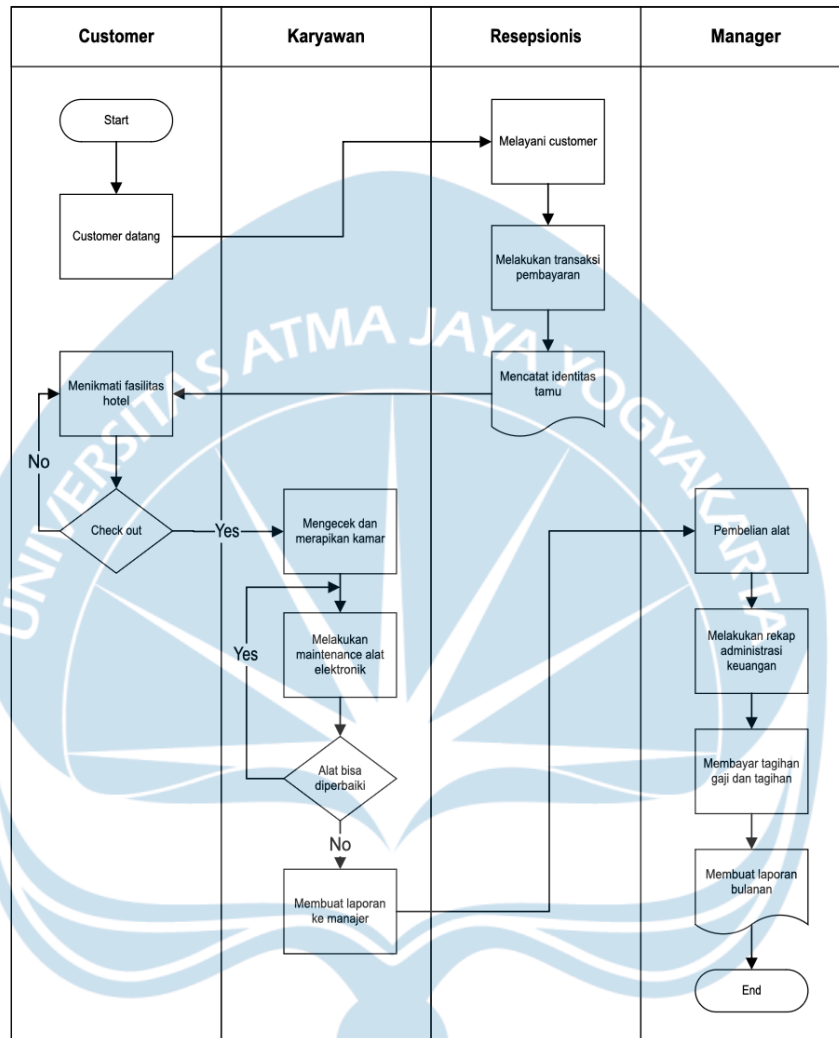 Customer
Karyawan
Resepsionis
Manager
Start
Melayani customer
Customer datang
Melakukan transaksi
pembayaran
UNIVERSITAS ATMA JAYA YOGYAKARTA
Menikmati fasilitas
hotel
Mencatat identitas
tamu
No
Check out
Yes
Mengecek dan
merapikan kamar
Pembelian alat
Yes
Melakukan
maintenance alat
elektronik
Melakukan rekap
administrasi
keuangan
Alat bisa
diperbaiki
Membayar tagihan
gaji dan tagihan
No
Membuat laporan
ke manajer
Membuat laporan
bulanan
End